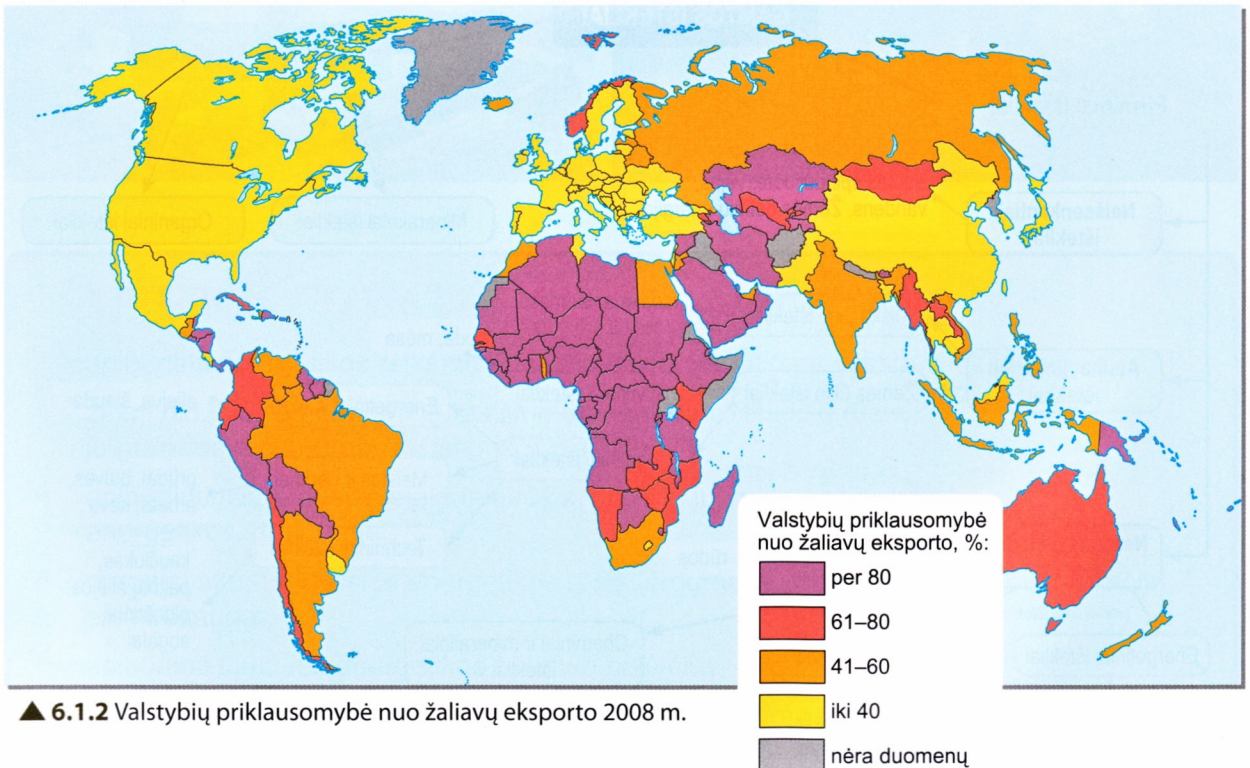 Valstybių priklausomybė
nuo žaliavų eksporto, %:
per 80
61–80
41–60
iki 40
nėra duomenų
▲ 6.1.2 Valstybių priklausomybė nuo žaliavų eksporto 2008 m.